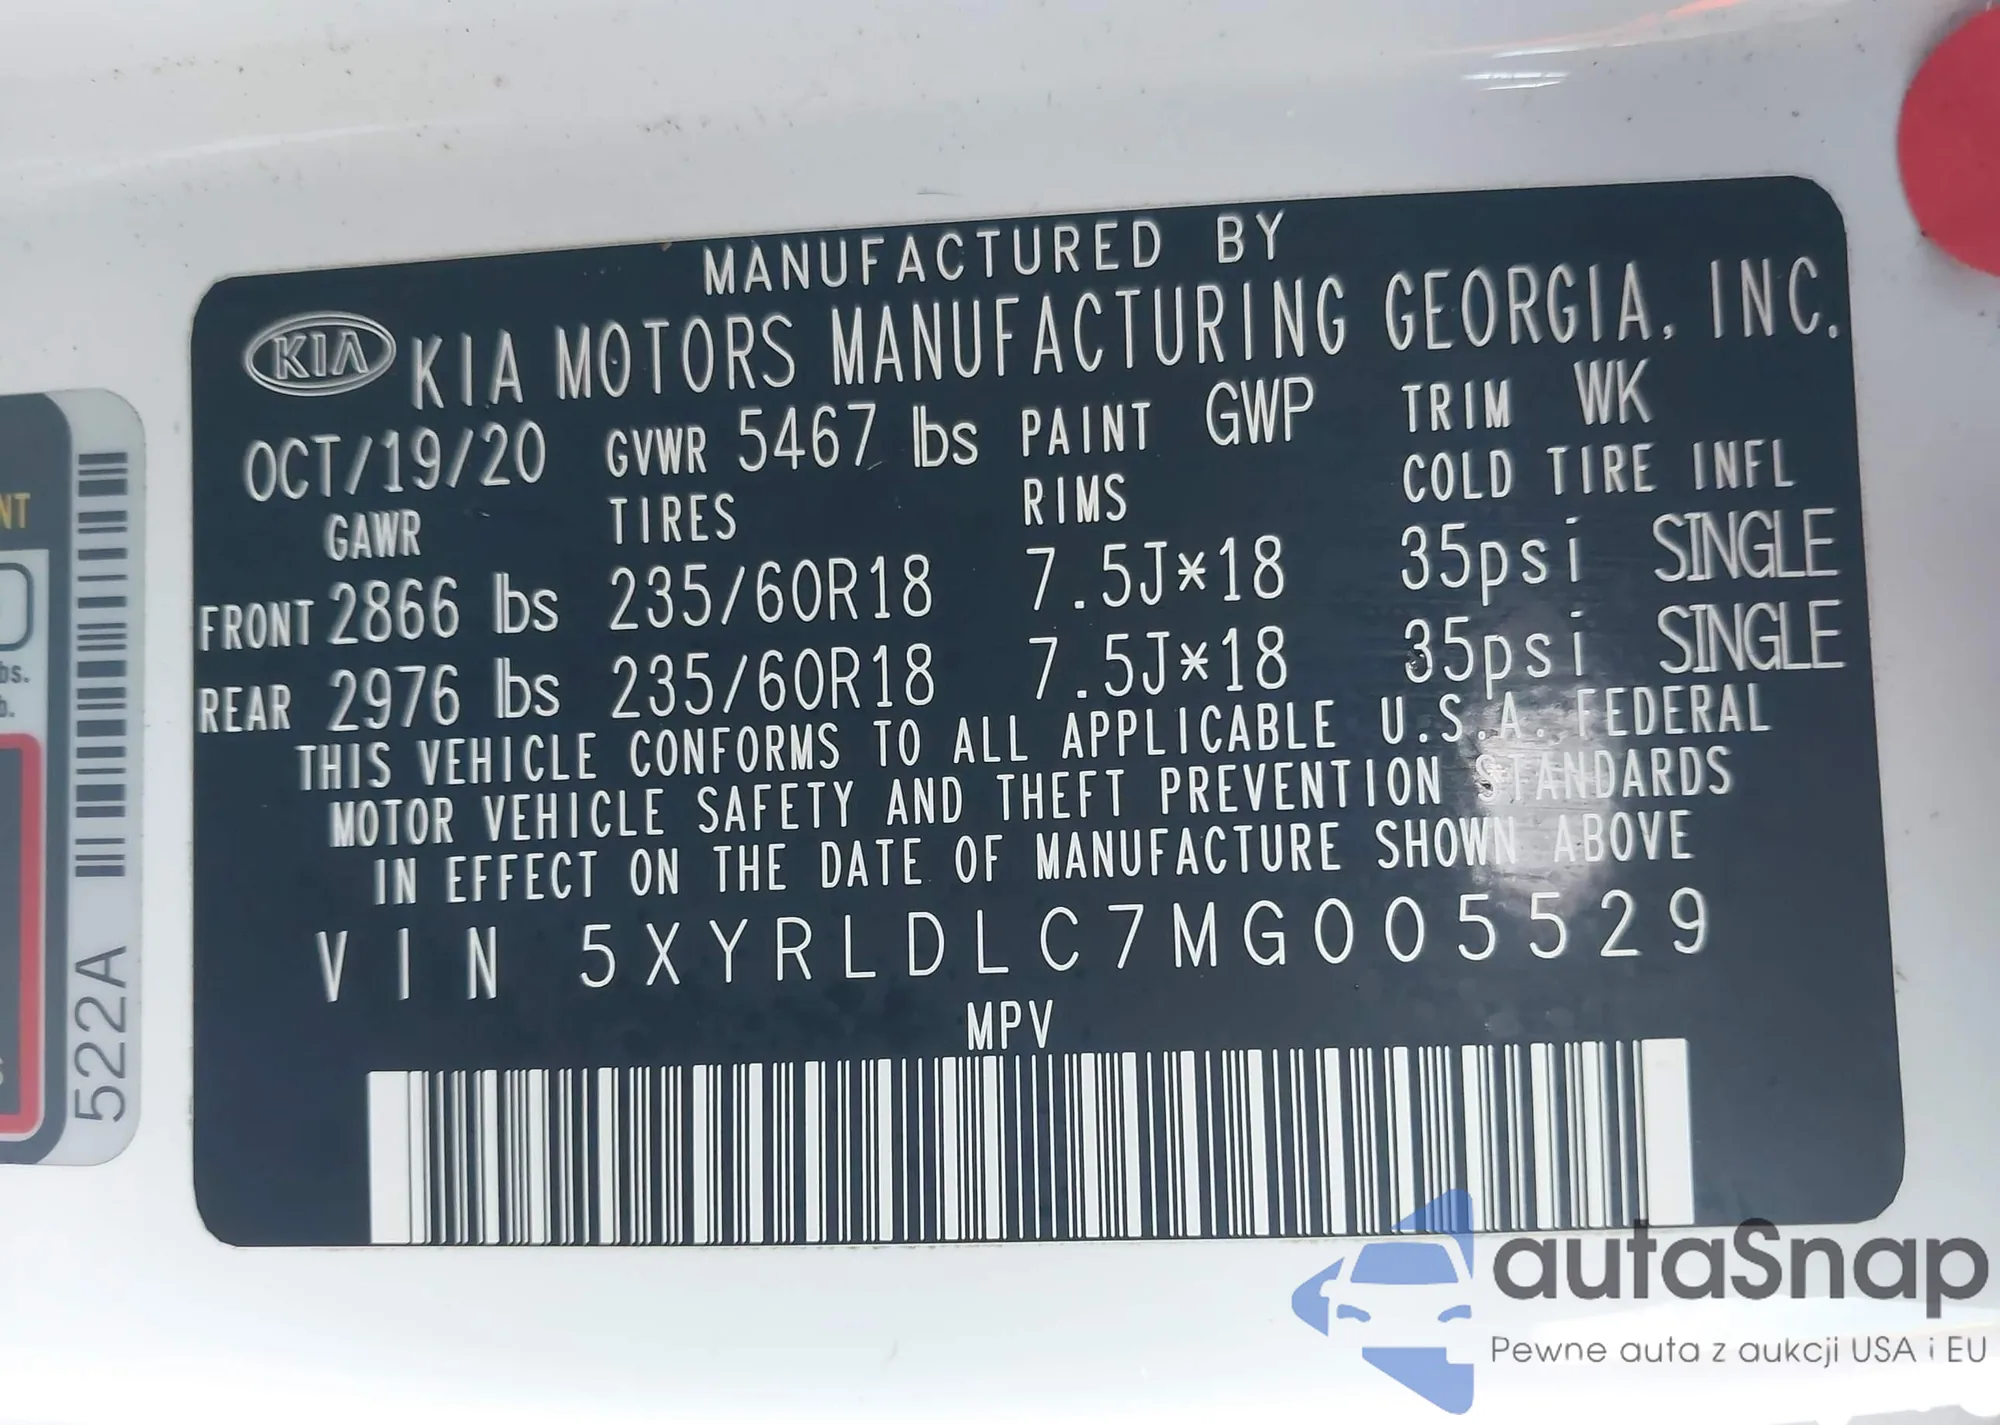 MANUFACTURED BY
KIA KIA MOTORS MANUFACTURING GEORGIA, INC.
OCT/19/20 GVWR 5467 lbs PAINT GWP TRIM WK
GAWR TIRES RIMS COLD TIRE INFL
FRONT 2866 lbs 235/60R18 7.5J*18 35psi SINGLE
REAR 2976 lbs 235/60R18 7.5J*18 35psi SINGLE
THIS VEHICLE CONFORMS TO ALL APPLICABLE U.S.A. FEDERAL
MOTOR VEHICLE SAFETY AND THEFT PREVENTION STANDARDS
IN EFFECT ON THE DATE OF MANUFACTURE SHOWN ABOVE
VIN 5XYRLDLC7MG005529
MPV
522A
autaSnap
Pewne auta z aukcji USA i EU